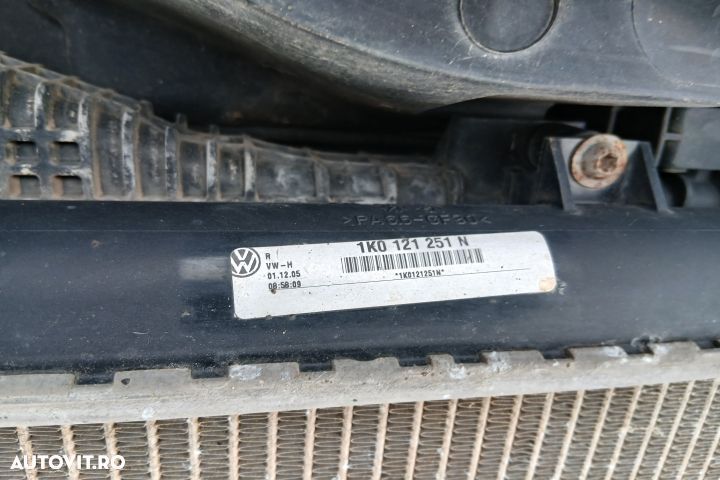 >PA66-GF30<
R
VW-H
01.12.05
08:58:09
1K0 121 251 N
*1K0121251N*
AUTOVIT.RO